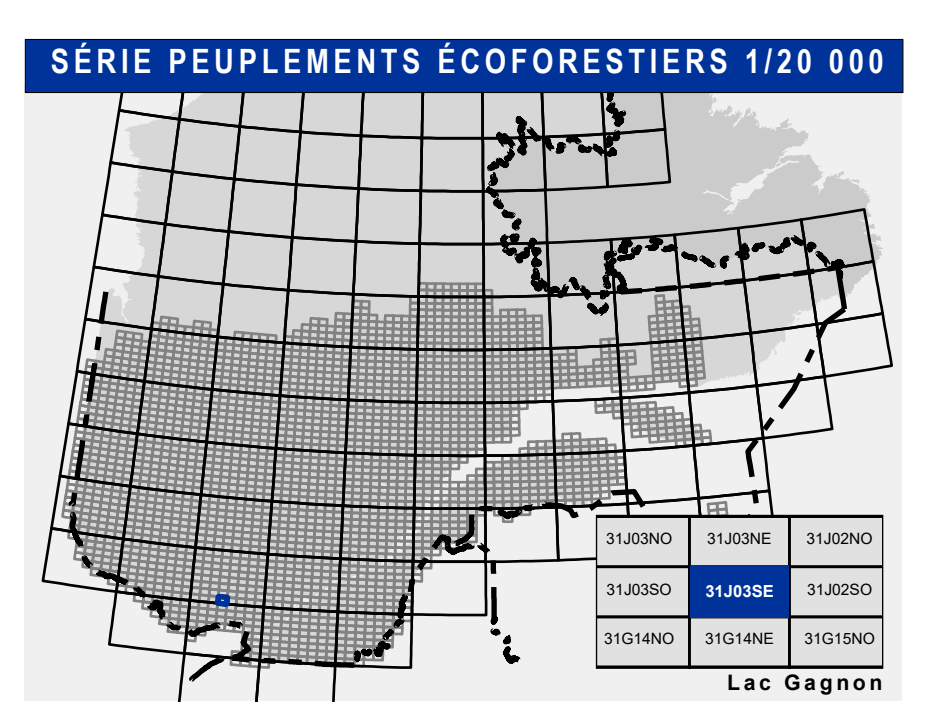 SÉRIE PEUPLEMENTS ÉCOFORESTIERS 1/20 000
31J03NO 31J03NE 31J02NO
31J03SO 31J03SE 31J02SO
31G14NO 31G14NE 31G15NO
Lac Gagnon